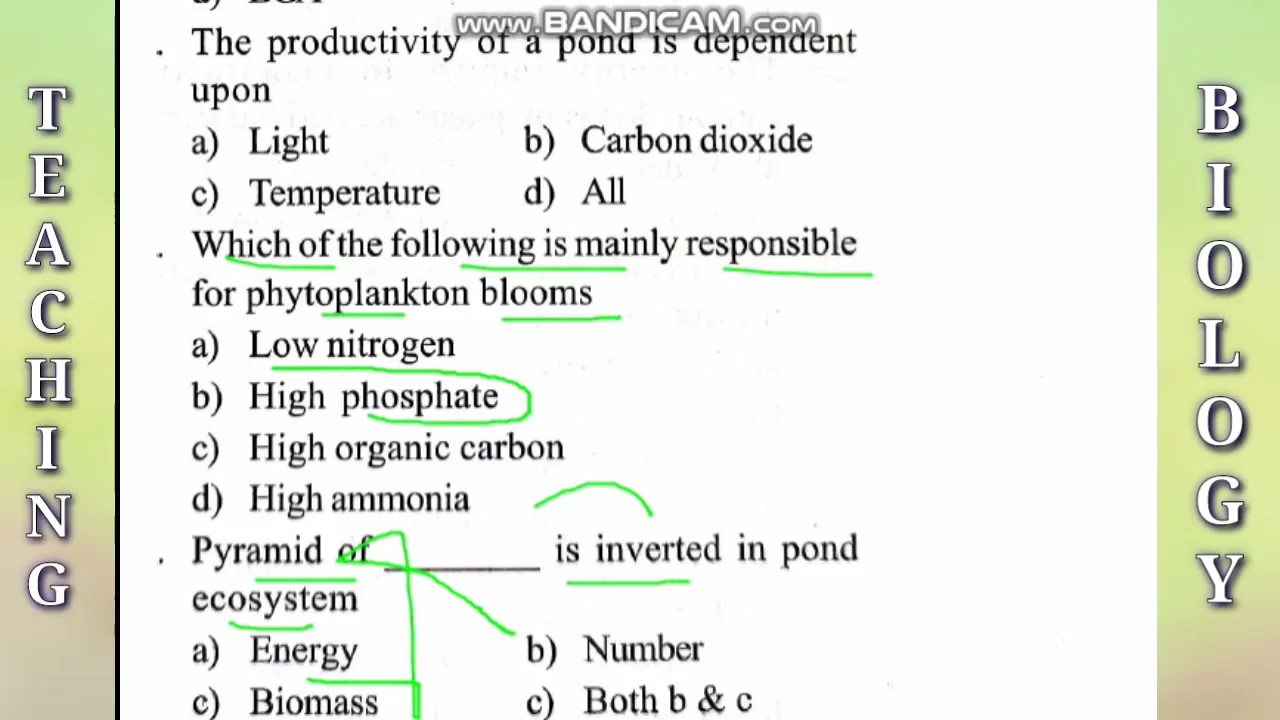 www.BANDICAM.com
. The productivity of a pond is dependent
upon
a) Light b) Carbon dioxide
c) Temperature d) All
. Which of the following is mainly responsible
for phytoplankton blooms
a) Low nitrogen
b) High phosphate
c) High organic carbon
d) High ammonia
. Pyramid of ________ is inverted in pond
ecosystem
a) Energy b) Number
c) Biomass c) Both b & c
TEACHING
BIOLOGY